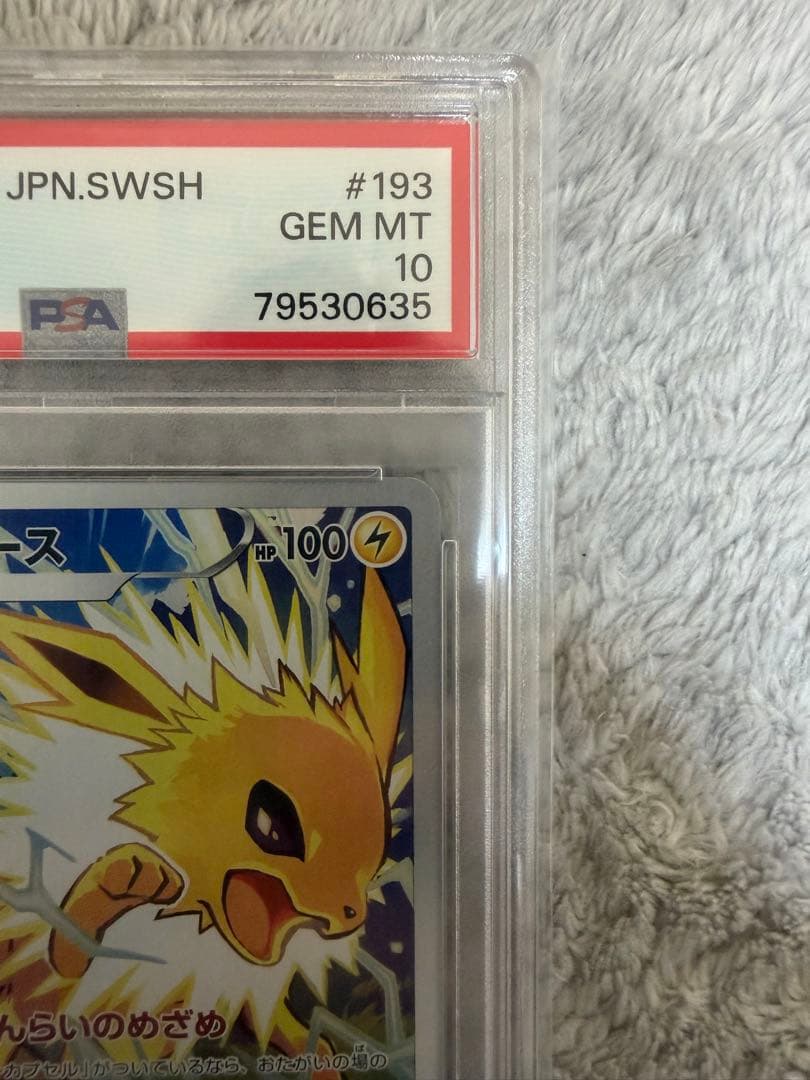 JPN.SWSH #193
GEM MT
10
PSA 79530635
ース HP100
んらいのめざめ
カプセル」がついているなら、おたがいの場の
ば